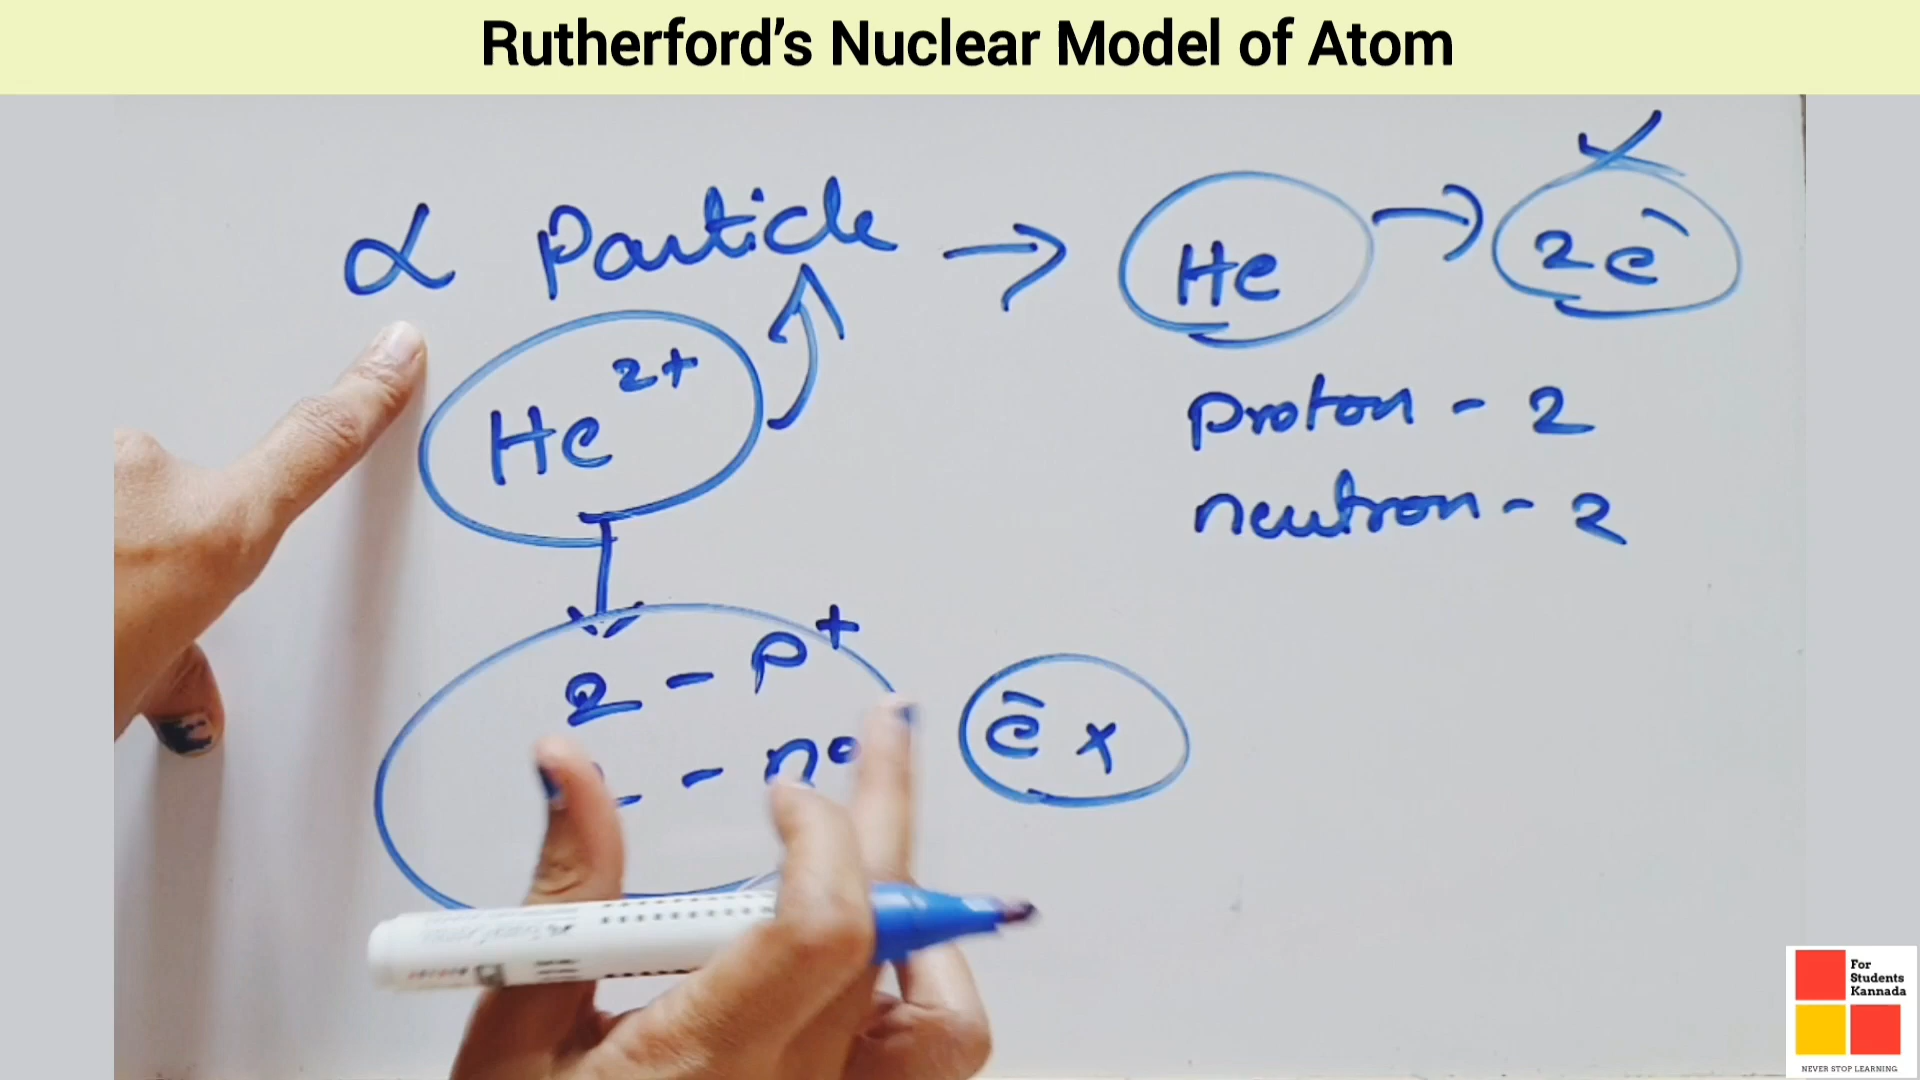 Rutherford's Nuclear Model of Atom
α Particle → He → 2e⁻
He²⁺
proton - 2
neutron - 2
2 - P⁺
- n⁰
e⁻ x
For
Students
Kannada
NEVER STOP LEARNING